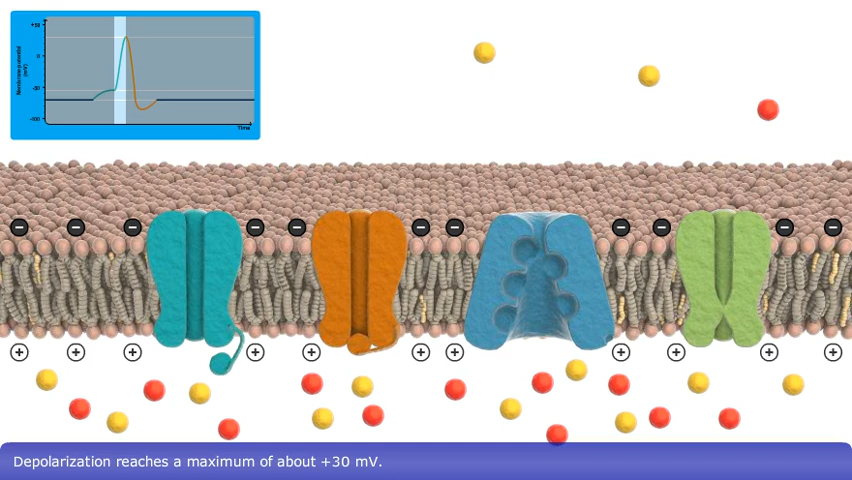 +50
0
-50
-100
Membrane potential
(mV)
Time
− − − − − − − − − − −
+ + + + + + + + + + +
Depolarization reaches a maximum of about +30 mV.